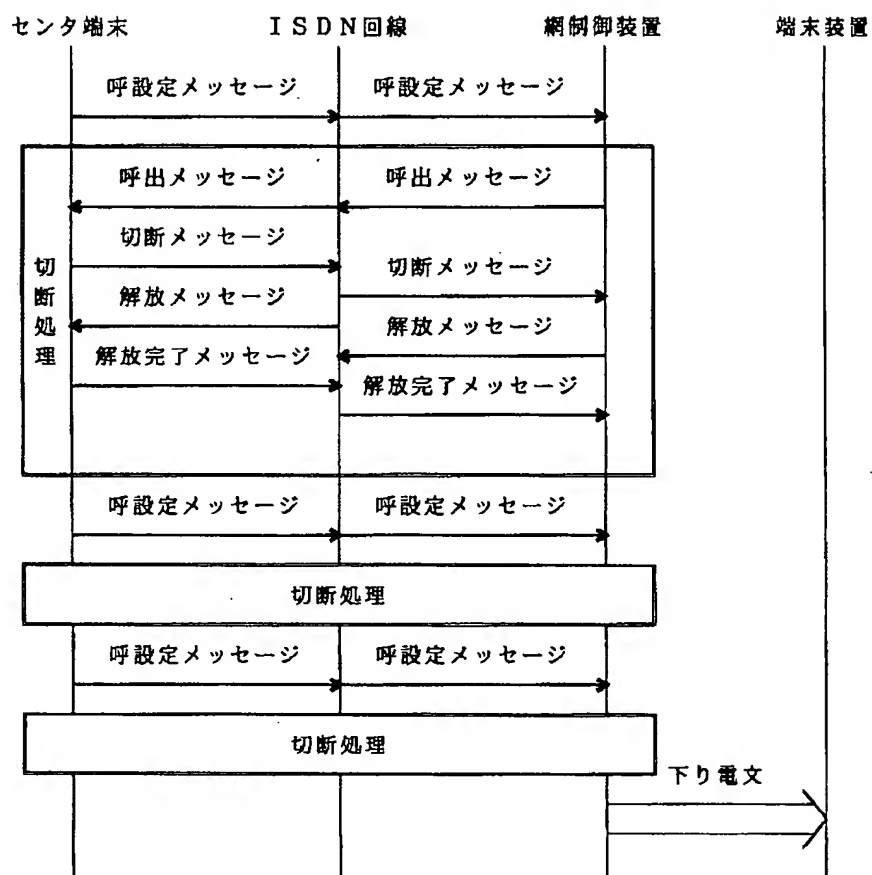 センタ端末 ISDN回線 網制御装置 端末装置
呼設定メッセージ 呼設定メッセージ
呼出メッセージ 呼出メッセージ
切断メッセージ
切断メッセージ
解放メッセージ
解放メッセージ
解放完了メッセージ
解放完了メッセージ
切断処理
呼設定メッセージ 呼設定メッセージ
切断処理
呼設定メッセージ 呼設定メッセージ
切断処理
下り電文